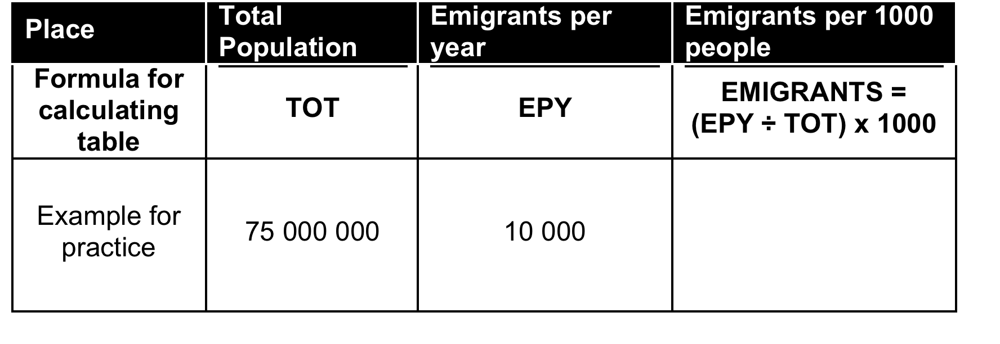 Place
Total
Population
Emigrants per
year
Emigrants per 1000
people
Formula for
calculating
table
TOT
EPY
EMIGRANTS =
(EPY ÷ TOT) x 1000
Example for
practice
75 000 000
10 000